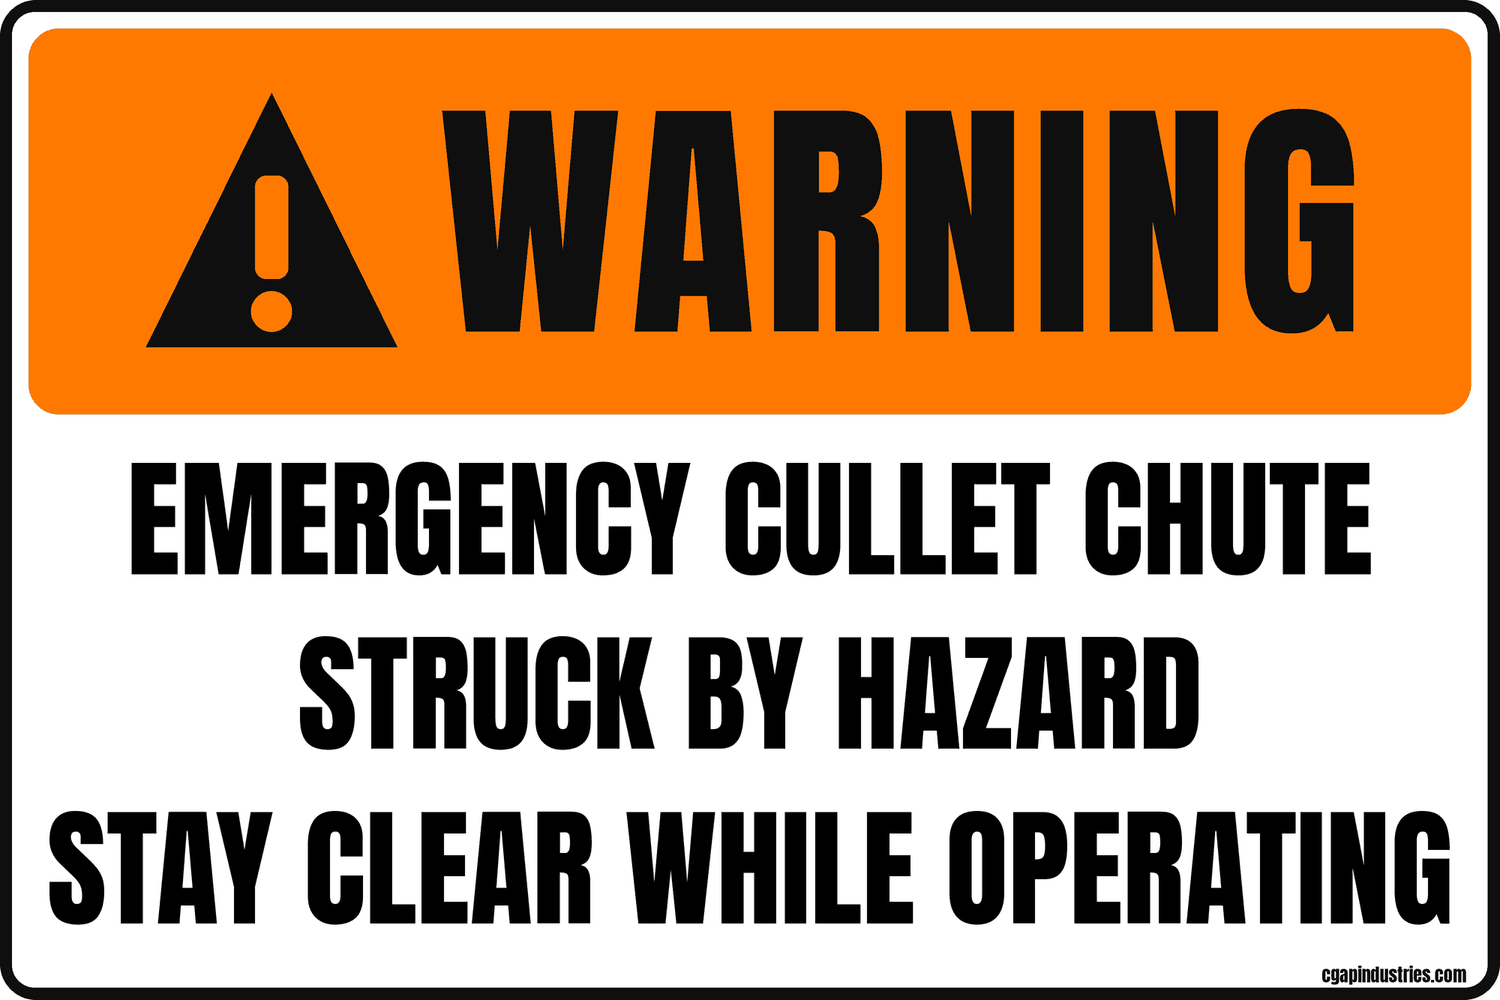 WARNING
EMERGENCY CULLET CHUTE
STRUCK BY HAZARD
STAY CLEAR WHILE OPERATING
cgapindustries.com